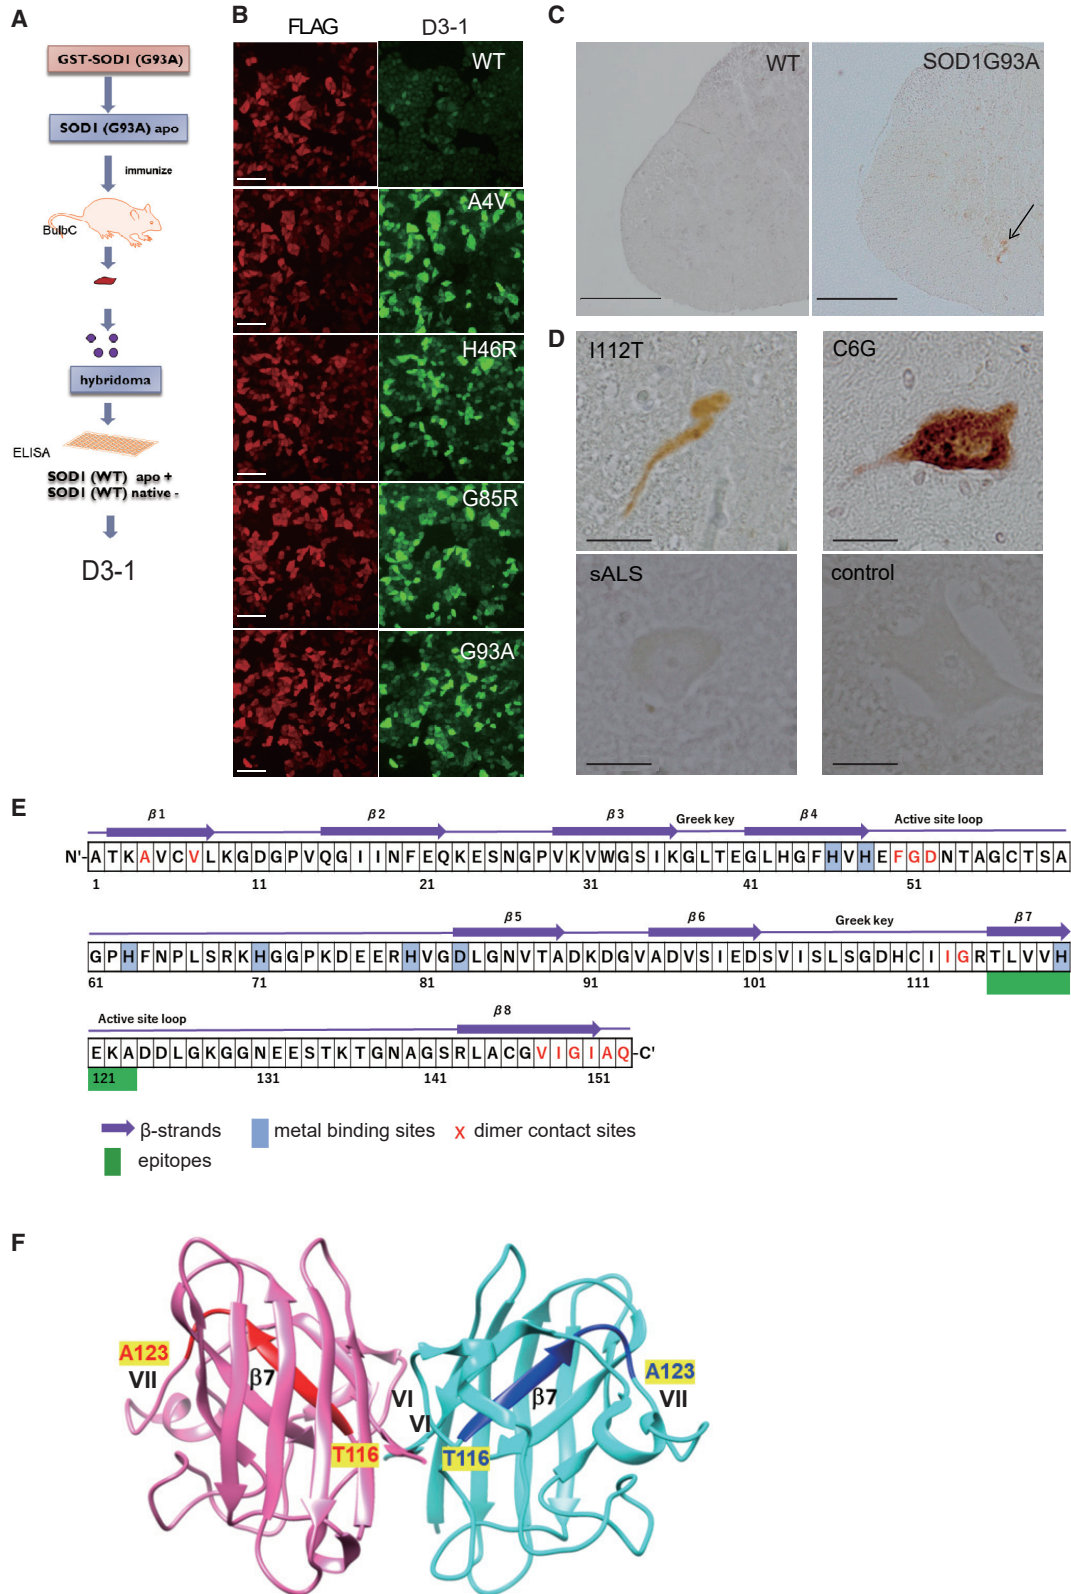 A
GST-SOD1 (G93A)
SOD1 (G93A) apo
immunize
BulbC
hybridoma
ELISA
SOD1 (WT) apo +
SOD1 (WT) native -
D3-1
B
FLAG D3-1
WT
A4V
H46R
G85R
G93A
C
WT
SOD1G93A
D
I112T
C6G
sALS
control
E
β1 β2 β3 Greek key β4 Active site loop
N'-ATKAVCVLKGDGPVQGIINFEQKESNGPVKVWGSIKGLTEGLHGFHVHEFGDNTAGCTSA
1 11 21 31 41 51
β5 β6 Greek key β7
GPHFNPLSRKHGGPKDEERHVGDLGNVTADKDGVADVSIEDSVISLSGDHCIIGRTLVVH
61 71 81 91 101 111
Active site loop β8
EKADDLGKGGNEESTKTGNAGSRLACGVIGIAQ-C'
121 131 141 151
β-strands metal binding sites x dimer contact sites
epitopes
F
A123
VII
β7
VI
VI
T116
T116
β7
A123
VII